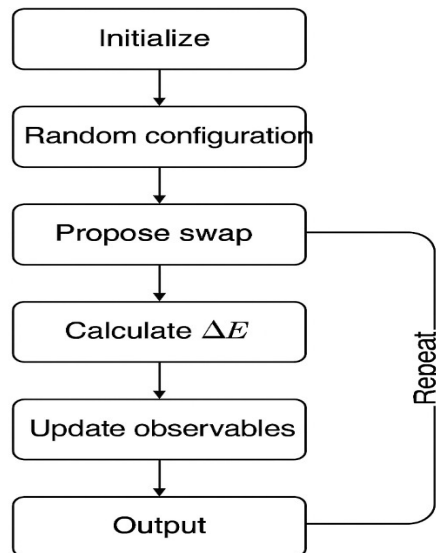 Initialize
Random configuration
Propose swap
Calculate ΔE
Update observables
Output
Repeat